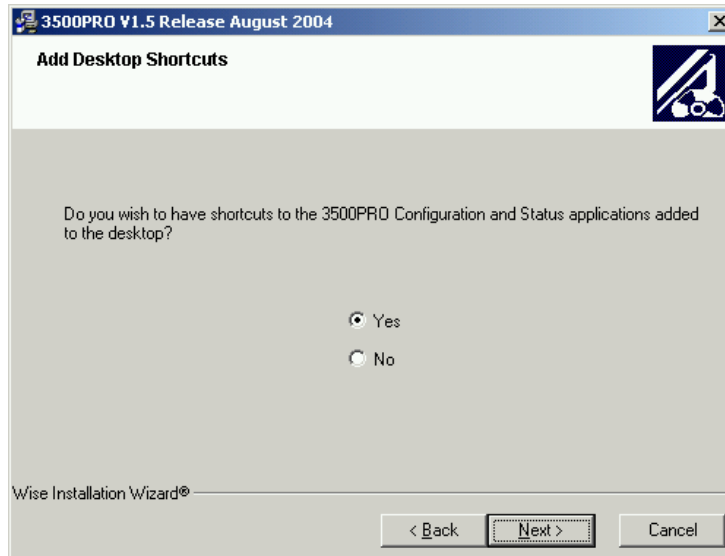 3500PRO V1.5 Release August 2004
Add Desktop Shortcuts
Do you wish to have shortcuts to the 3500PRO Configuration and Status applications added
to the desktop?
Yes
No
Wise Installation Wizard®
< Back
Next >
Cancel